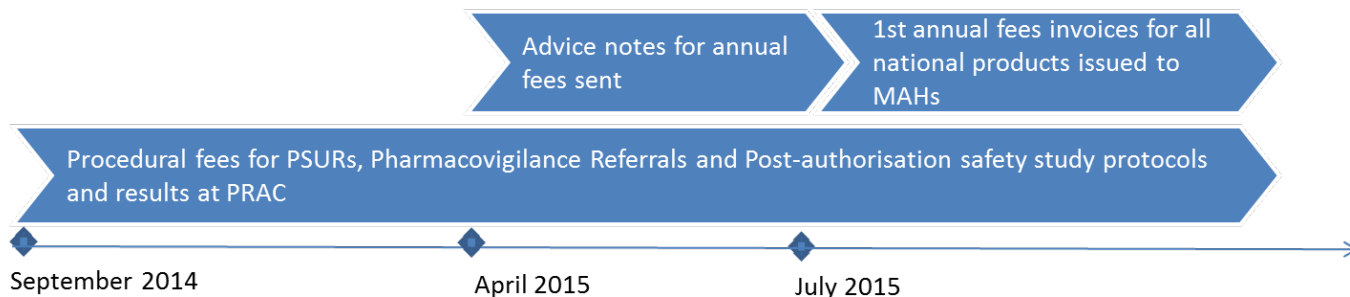 Advice notes for annual
fees sent
1st annual fees invoices for all
national products issued to
MAHs
Procedural fees for PSURs, Pharmacovigilance Referrals and Post-authorisation safety study protocols
and results at PRAC
September 2014
April 2015
July 2015